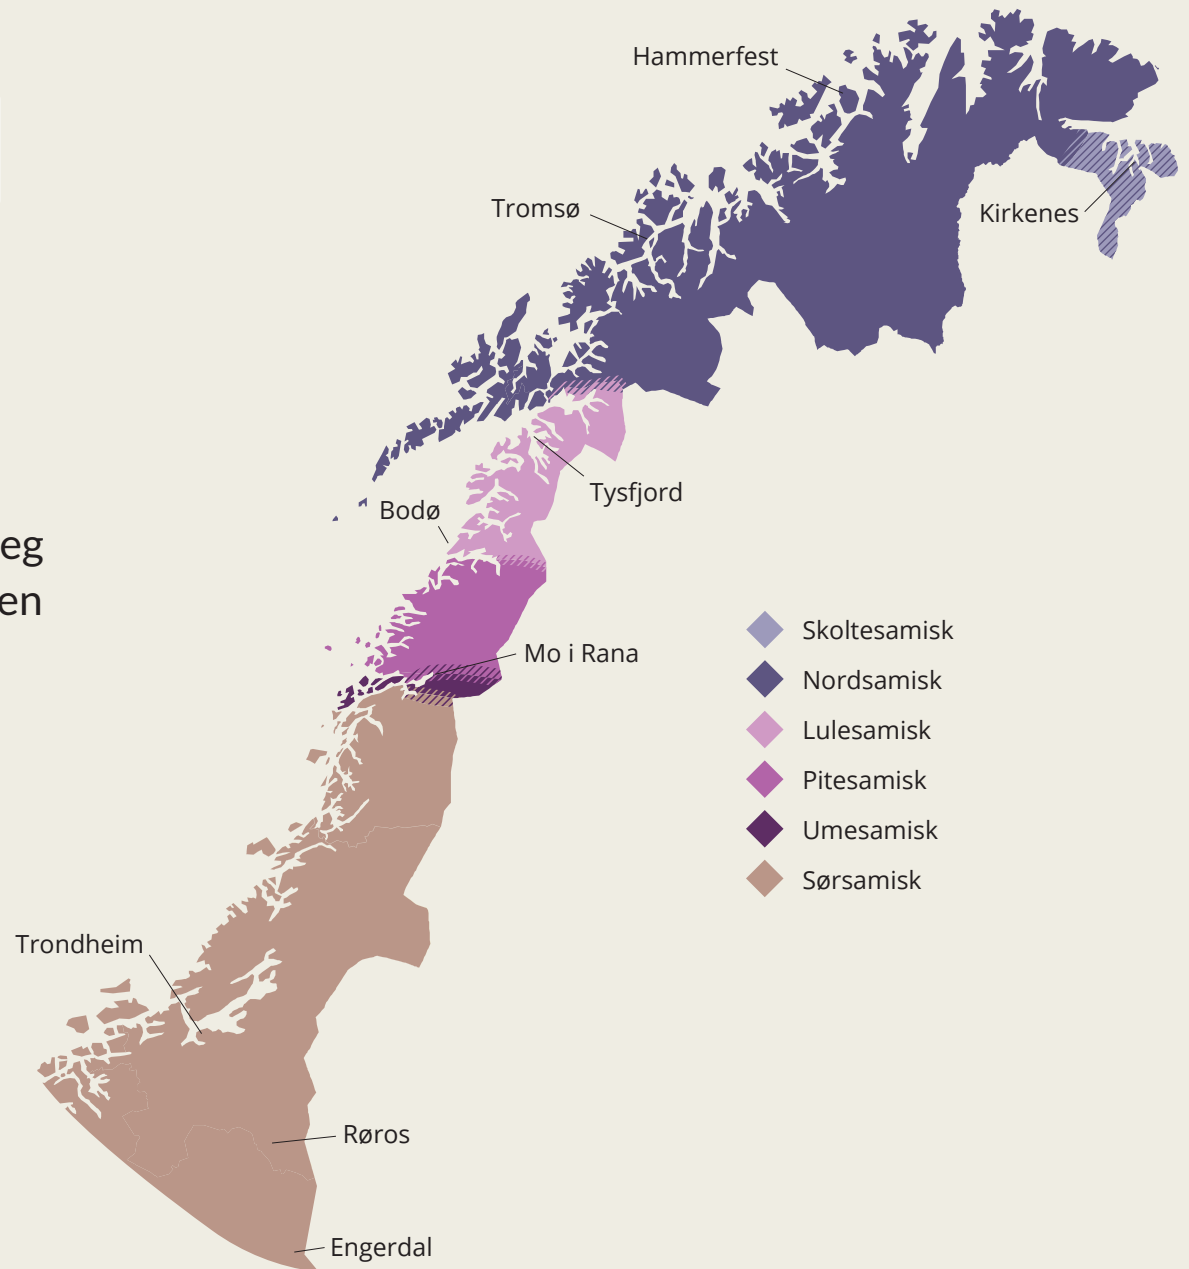 Hammerfest
Tromsø
Kirkenes
Tysfjord
Bodø
eg
en
Mo i Rana
Skoltesamisk
Nordsamisk
Lulesamisk
Pitesamisk
Umesamisk
Sørsamisk
Trondheim
Røros
Engerdal